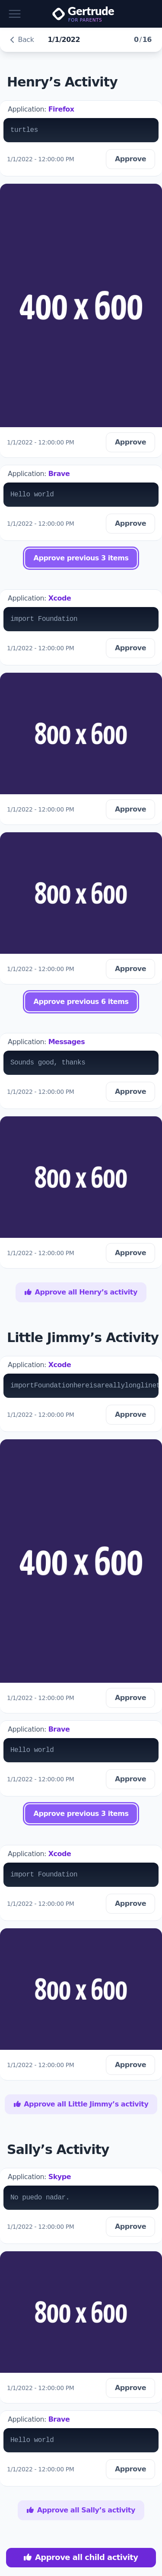 Gertrude
FOR PARENTS
Back
1/1/2022
0/16
Henry's Activity
Application: Firefox
turtles
1/1/2022 - 12:00:00 PM
Approve
400 x 600
1/1/2022 - 12:00:00 PM
Approve
Application: Brave
Hello world
1/1/2022 - 12:00:00 PM
Approve
Approve previous 3 items
Application: Xcode
import Foundation
1/1/2022 - 12:00:00 PM
Approve
800 x 600
1/1/2022 - 12:00:00 PM
Approve
800 x 600
1/1/2022 - 12:00:00 PM
Approve
Approve previous 6 items
Application: Messages
Sounds good, thanks
1/1/2022 - 12:00:00 PM
Approve
800 x 600
1/1/2022 - 12:00:00 PM
Approve
Approve all Henry's activity
Little Jimmy's Activity
Application: Xcode
importFoundationhereisareallylonglinet
1/1/2022 - 12:00:00 PM
Approve
400 x 600
1/1/2022 - 12:00:00 PM
Approve
Application: Brave
Hello world
1/1/2022 - 12:00:00 PM
Approve
Approve previous 3 items
Application: Xcode
import Foundation
1/1/2022 - 12:00:00 PM
Approve
800 x 600
1/1/2022 - 12:00:00 PM
Approve
Approve all Little Jimmy's activity
Sally's Activity
Application: Skype
No puedo nadar.
1/1/2022 - 12:00:00 PM
Approve
800 x 600
1/1/2022 - 12:00:00 PM
Approve
Application: Brave
Hello world
1/1/2022 - 12:00:00 PM
Approve
Approve all Sally's activity
Approve all child activity